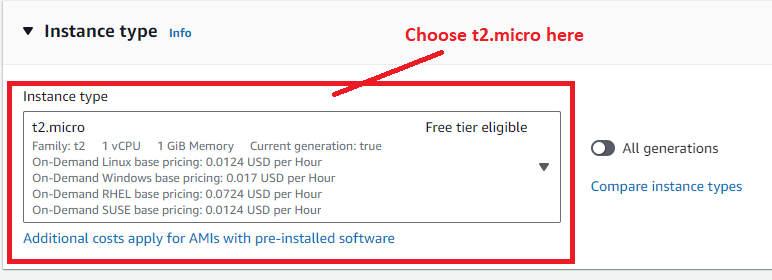 Instance type Info
Choose t2.micro here
Instance type
t2.micro Free tier eligible
Family: t2 1 vCPU 1 GiB Memory Current generation: true
On-Demand Linux base pricing: 0.0124 USD per Hour
On-Demand Windows base pricing: 0.017 USD per Hour
On-Demand RHEL base pricing: 0.0724 USD per Hour
On-Demand SUSE base pricing: 0.0124 USD per Hour
All generations
Compare instance types
Additional costs apply for AMIs with pre-installed software